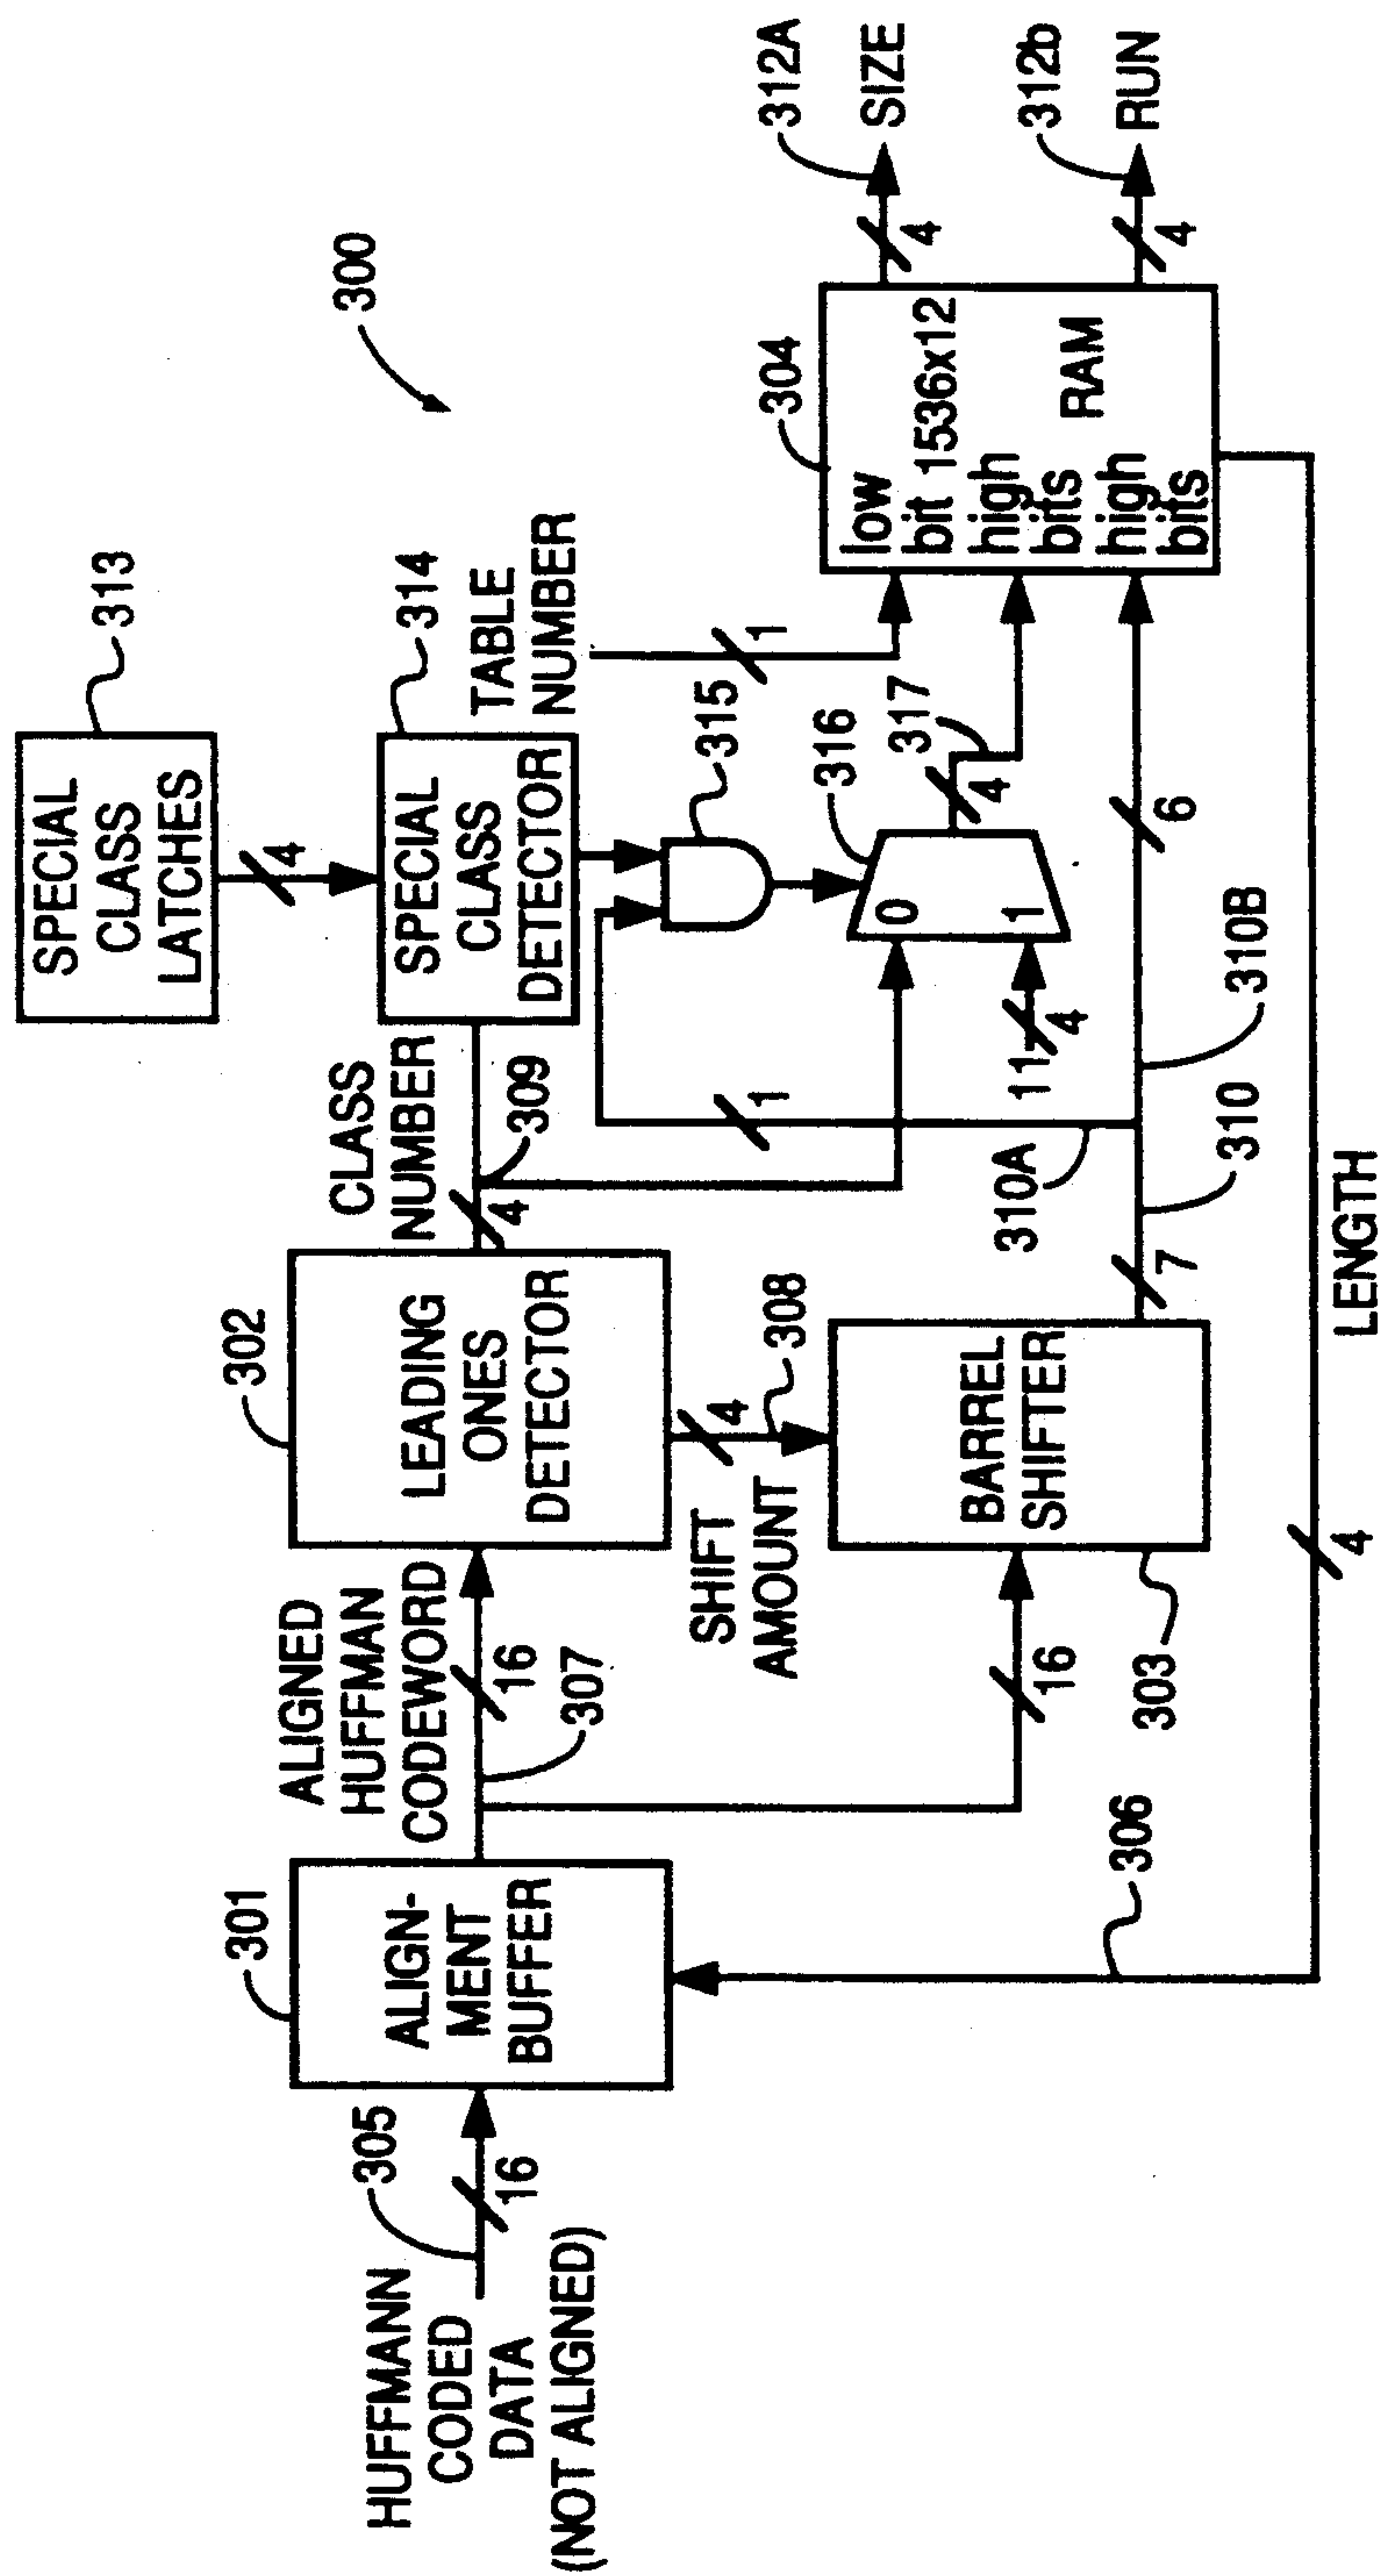 HUFFMANN
CODED
DATA
(NOT ALIGNED)
305
16
301
ALIGN-
MENT
BUFFER
ALIGNED
HUFFMAN
CODEWORD
16
307
306
302
LEADING
ONES
DETECTOR
SHIFT
AMOUNT
4
308
16
BARREL
SHIFTER
303
CLASS
NUMBER
4
309
7
310
310A
310B
1
6
SPECIAL
CLASS
LATCHES
313
4
SPECIAL
CLASS
DETECTOR
314
TABLE
NUMBER
1
315
0
1
316
11
4
4
317
300
304
low
bit 1536x12
high
bits RAM
high
bits
4
312A
SIZE
4
312b
RUN
LENGTH
4